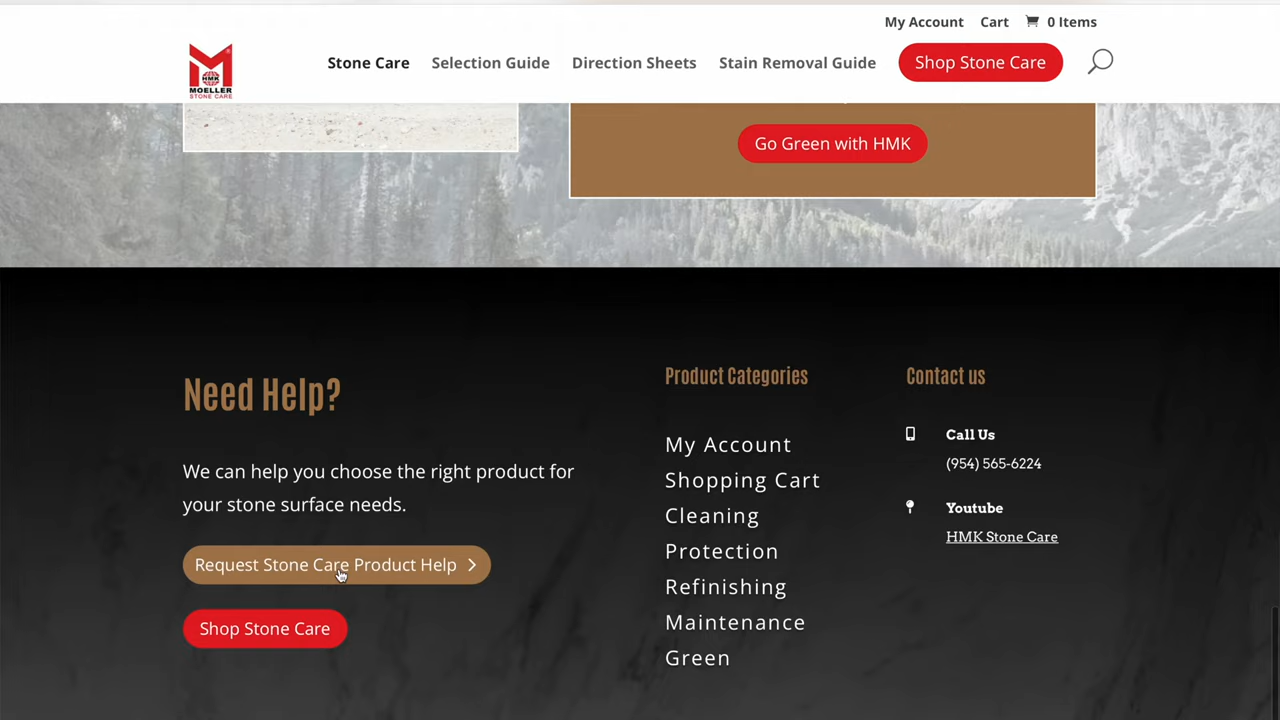 My Account Cart 0 Items
HMK
MOELLER
STONE CARE
Stone Care Selection Guide Direction Sheets Stain Removal Guide Shop Stone Care
Go Green with HMK
Need Help?
We can help you choose the right product for
your stone surface needs.
Request Stone Care Product Help
Shop Stone Care
Product Categories
My Account
Shopping Cart
Cleaning
Protection
Refinishing
Maintenance
Green
Contact us
Call Us
(954) 565-6224
Youtube
HMK Stone Care